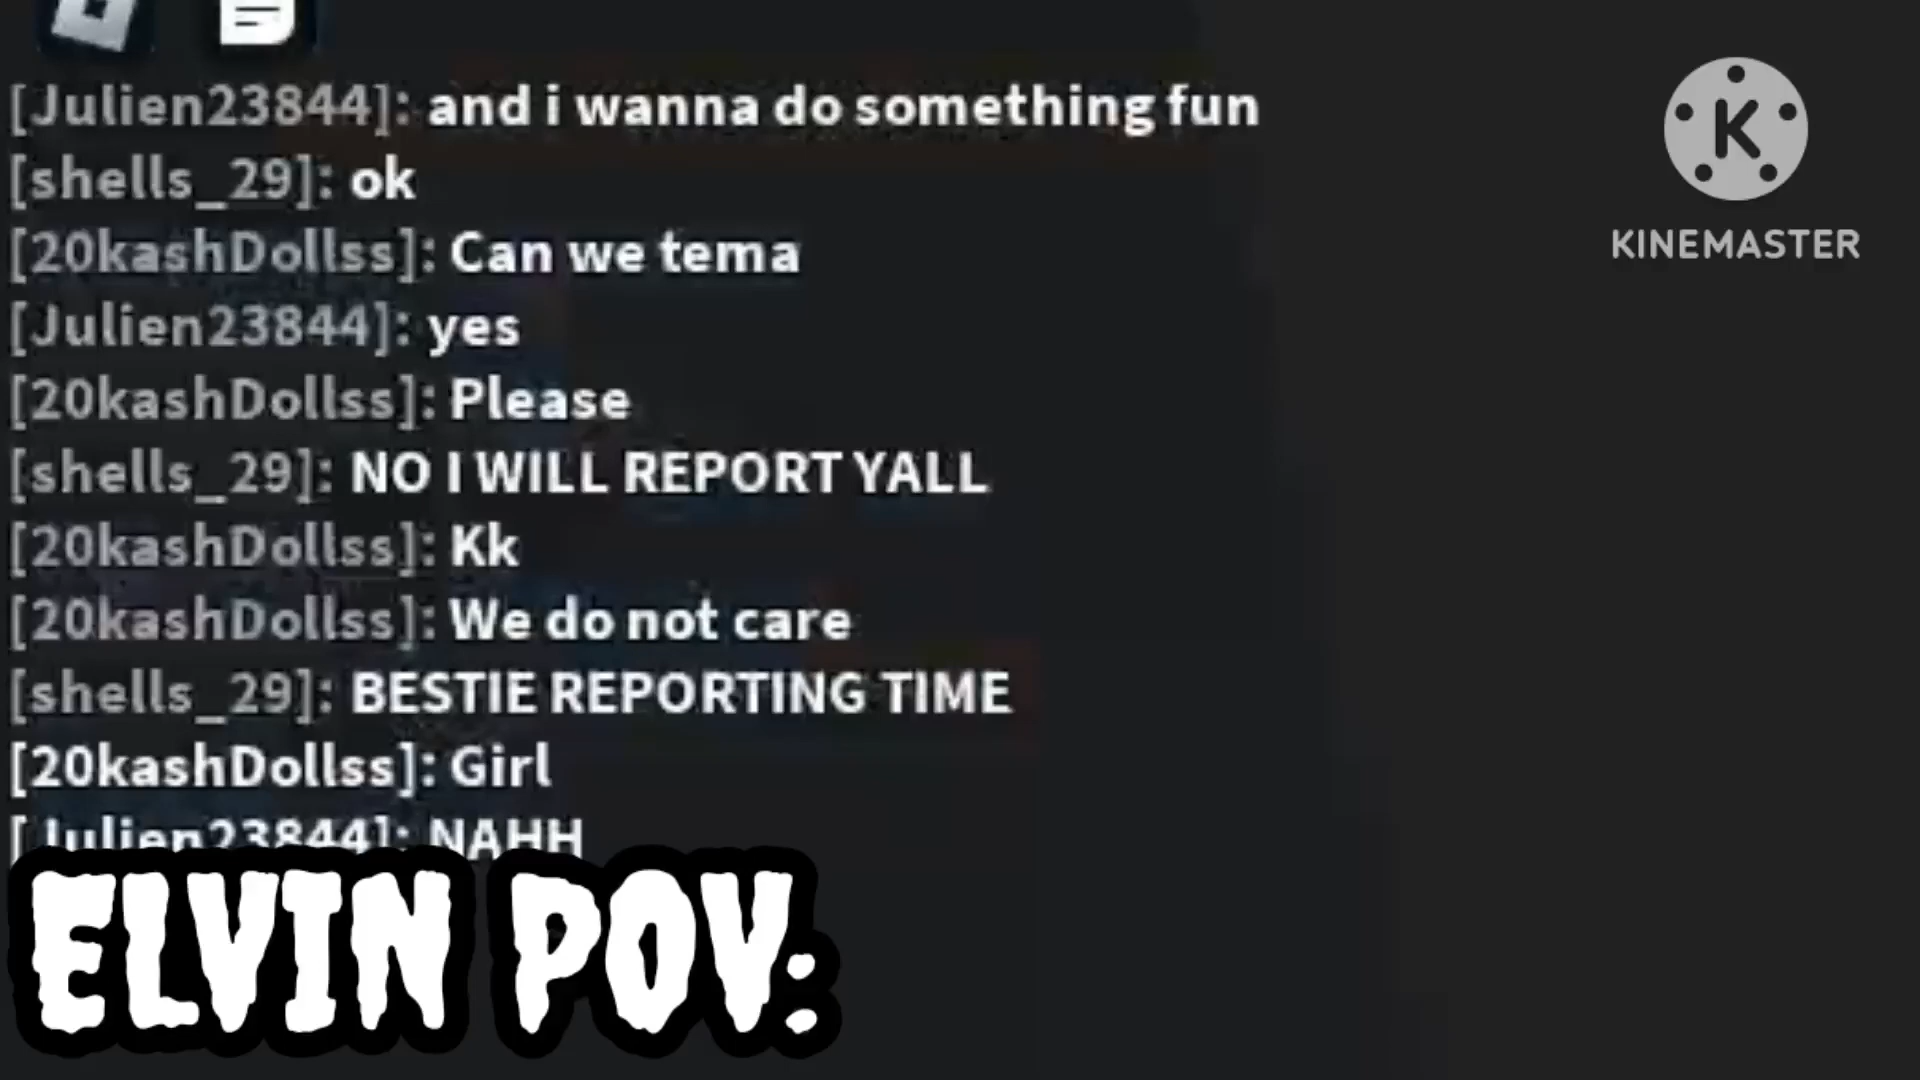 [Julien23844]: and i wanna do something fun
[shells_29]: ok
[20kashDollss]: Can we tema
[Julien23844]: yes
[20kashDollss]: Please
[shells_29]: NO I WILL REPORT YALL
[20kashDollss]: Kk
[20kashDollss]: We do not care
[shells_29]: BESTIE REPORTING TIME
[20kashDollss]: Girl
[Julien23844]: NAHH
ELVIN POV:
K
KINEMASTER